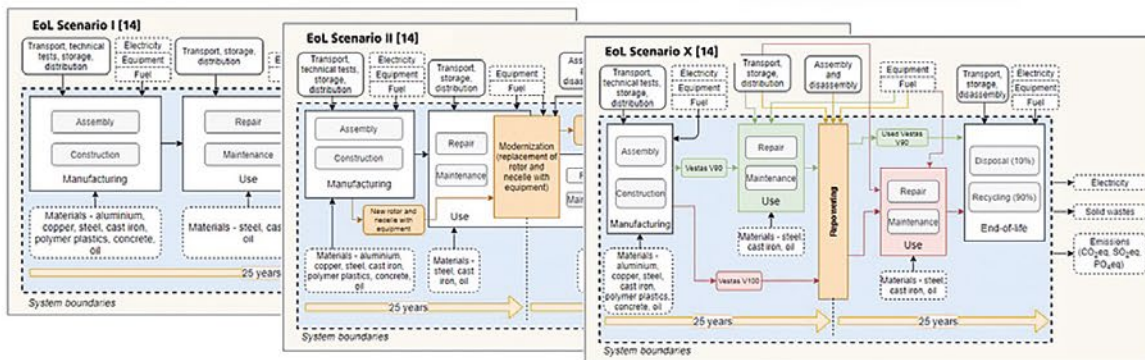 EoL Scenario I [14]
Transport, technical
tests, storage,
distribution
Electricity
Equipment
Fuel
Transport, storage,
distribution
Assembly
Construction
Manufacturing
Repair
Maintenance
Use
Materials - aluminium,
copper, steel, cast iron,
polymer plastics, concrete,
oil
Materials - steel, cast
oil
25 years
System boundaries
EoL Scenario II [14]
Transport,
technical tests,
storage,
distribution
Electricity
Equipment
Fuel
Transport,
storage,
distribution
Equipment
Fuel
Assembly
Construction
Manufacturing
Repair
Maintenance
Use
Modernization
(replacement of
rotor and
necelle with
equipment)
New rotor and
necelle with
equipment
Materials -
aluminium,
copper, steel, cast iron,
polymer plastics, concrete,
oil
Materials -
steel, cast
iron, oil
25 years
System boundaries
EoL Scenario X [14]
Transport,
technical tests,
storage,
distribution
Electricity
Equipment
Fuel
Transport,
storage,
distribution
Assembly
and
disassembly
Equipment
Fuel
Transport,
storage,
disassembly
Electricity
Equipment
Fuel
Assembly
Construction
Manufacturing
Vestas V90
Repair
Maintenance
Use
Materials - steel,
cast iron, oil
Vestas V100
Repowering
Used Vestas
V90
Repair
Maintenance
Use
Materials - steel,
cast iron, oil
Disposal (10%)
Recycling (90%)
End-of-life
Electricity
Solid wastes
Emissions
(CO₂eq, SO₂eq,
PO₄eq)
Materials -
aluminium,
copper, steel,
cast iron,
polymer plastics,
concrete, oil
25 years
25 years
System boundaries